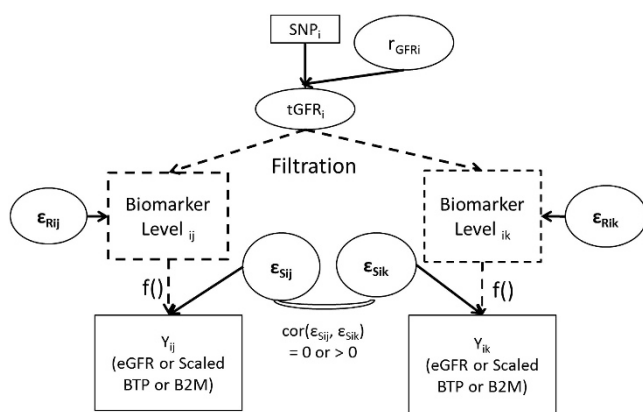 SNPi
rGFRi
tGFRi
Filtration
εRij
Biomarker
Level ij
Biomarker
Level ik
εRik
f()
εSij
εSik
f()
cor(εSij, εSik)
= 0 or > 0
Yij
(eGFR or Scaled
BTP or B2M)
Yik
(eGFR or Scaled
BTP or B2M)